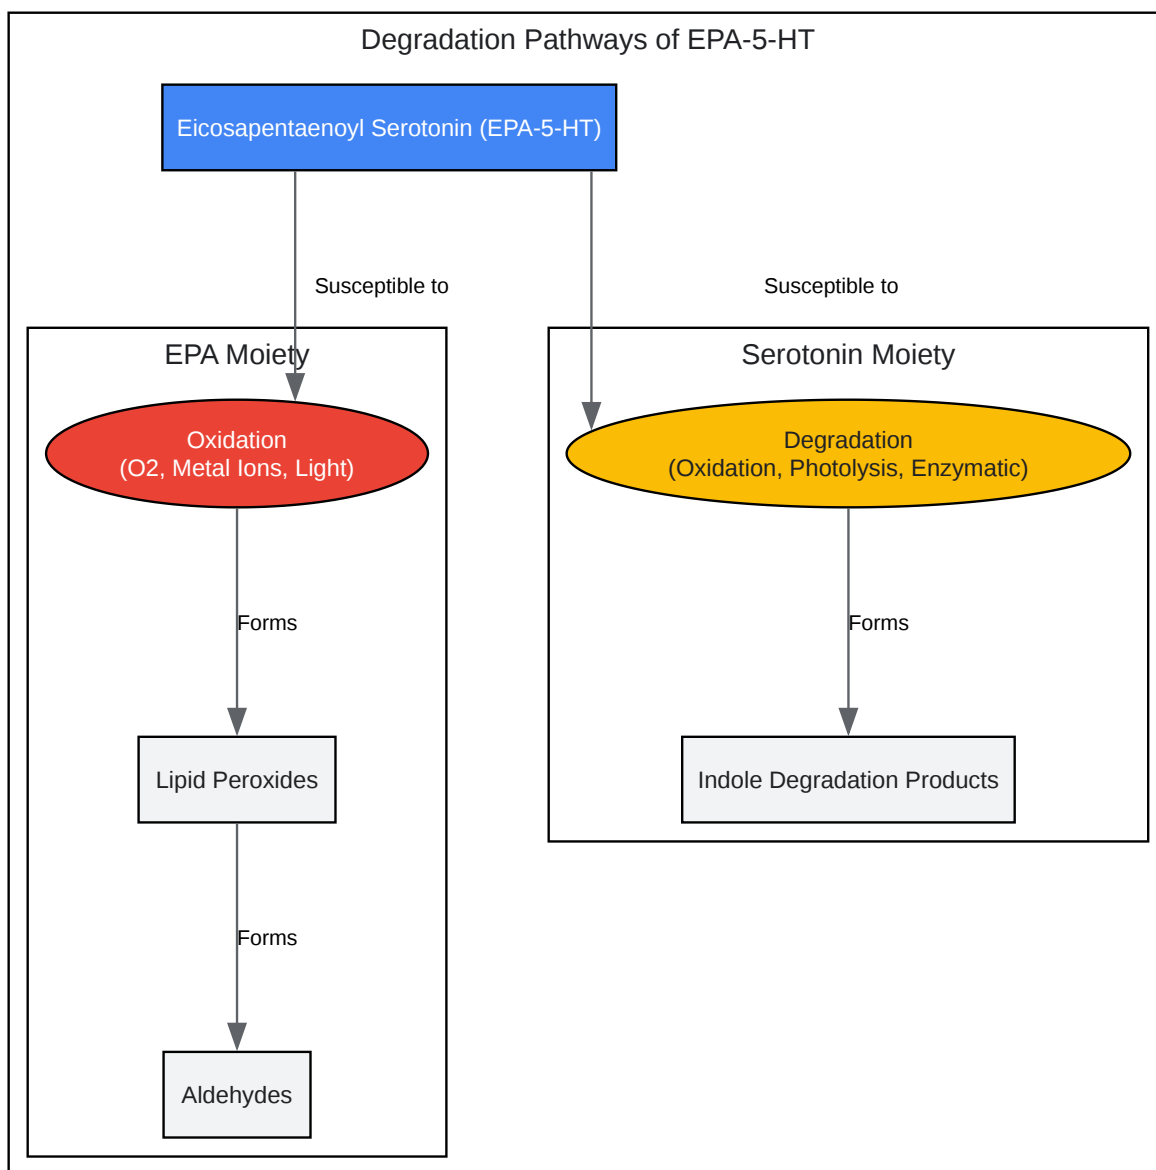 Degradation Pathways of EPA-5-HT
Eicosapentaenoyl Serotonin (EPA-5-HT)
Susceptible to
Susceptible to
EPA Moiety
Oxidation
(O2, Metal Ions, Light)
Forms
Lipid Peroxides
Forms
Aldehydes
Serotonin Moiety
Degradation
(Oxidation, Photolysis, Enzymatic)
Forms
Indole Degradation Products